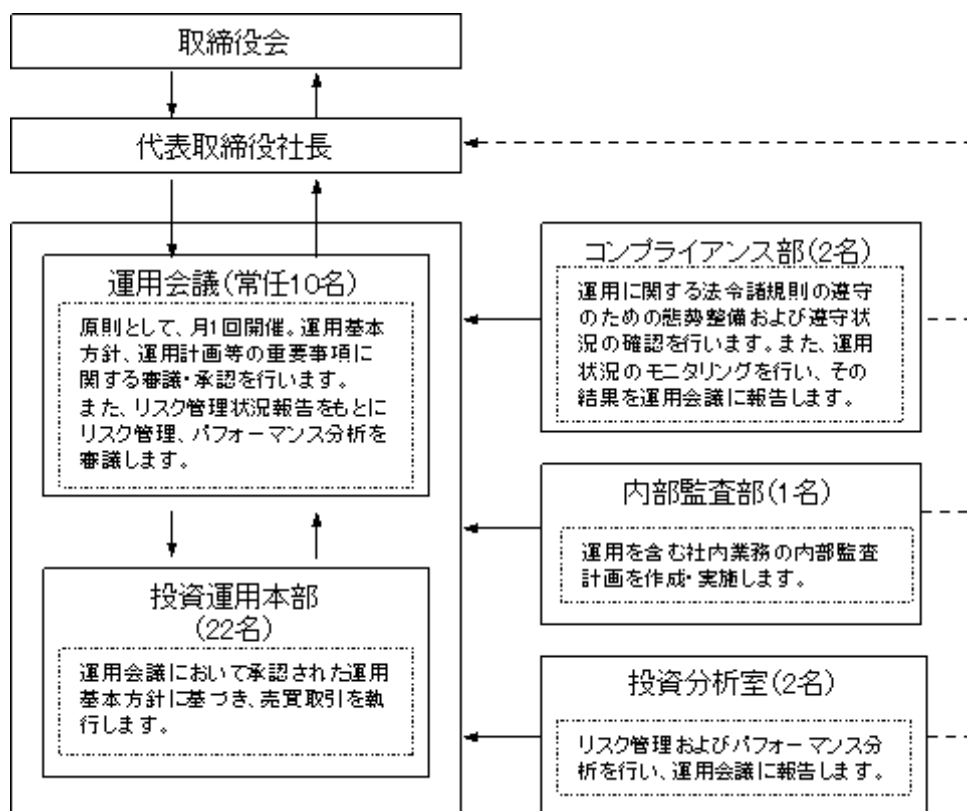 取締役会
代表取締役社長
運用会議(常任10名)
原則として、月1回開催。運用基本
方針、運用計画等の重要事項に
関する審議・承認を行います。
また、リスク管理状況報告をもとに
リスク管理、パフォーマンス分析を
審議します。
投資運用本部
(22名)
運用会議において承認された運用
基本方針に基づき、売買取引を執
行します。
コンプライアンス部(2名)
運用に関する法令諸規則の遵守
のための態勢整備および遵守状
況の確認を行います。また、運用
状況のモニタリングを行い、その
結果を運用会議に報告します。
内部監査部(1名)
運用を含む社内業務の内部監査
計画を作成・実施します。
投資分析室(2名)
リスク管理およびパフォーマンス分
析を行い、運用会議に報告します。